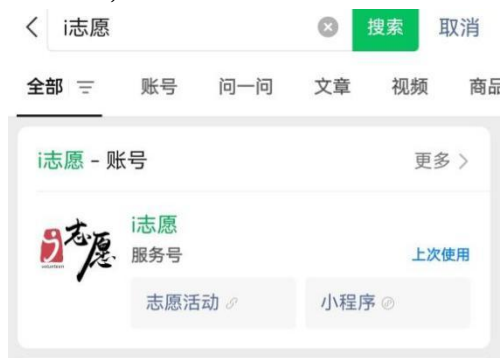 i志愿 搜索 取消
全部 账号 问一问 文章 视频 商品
i志愿 - 账号 更多
志愿
volunteer
i志愿
服务号 上次使用
志愿活动 小程序